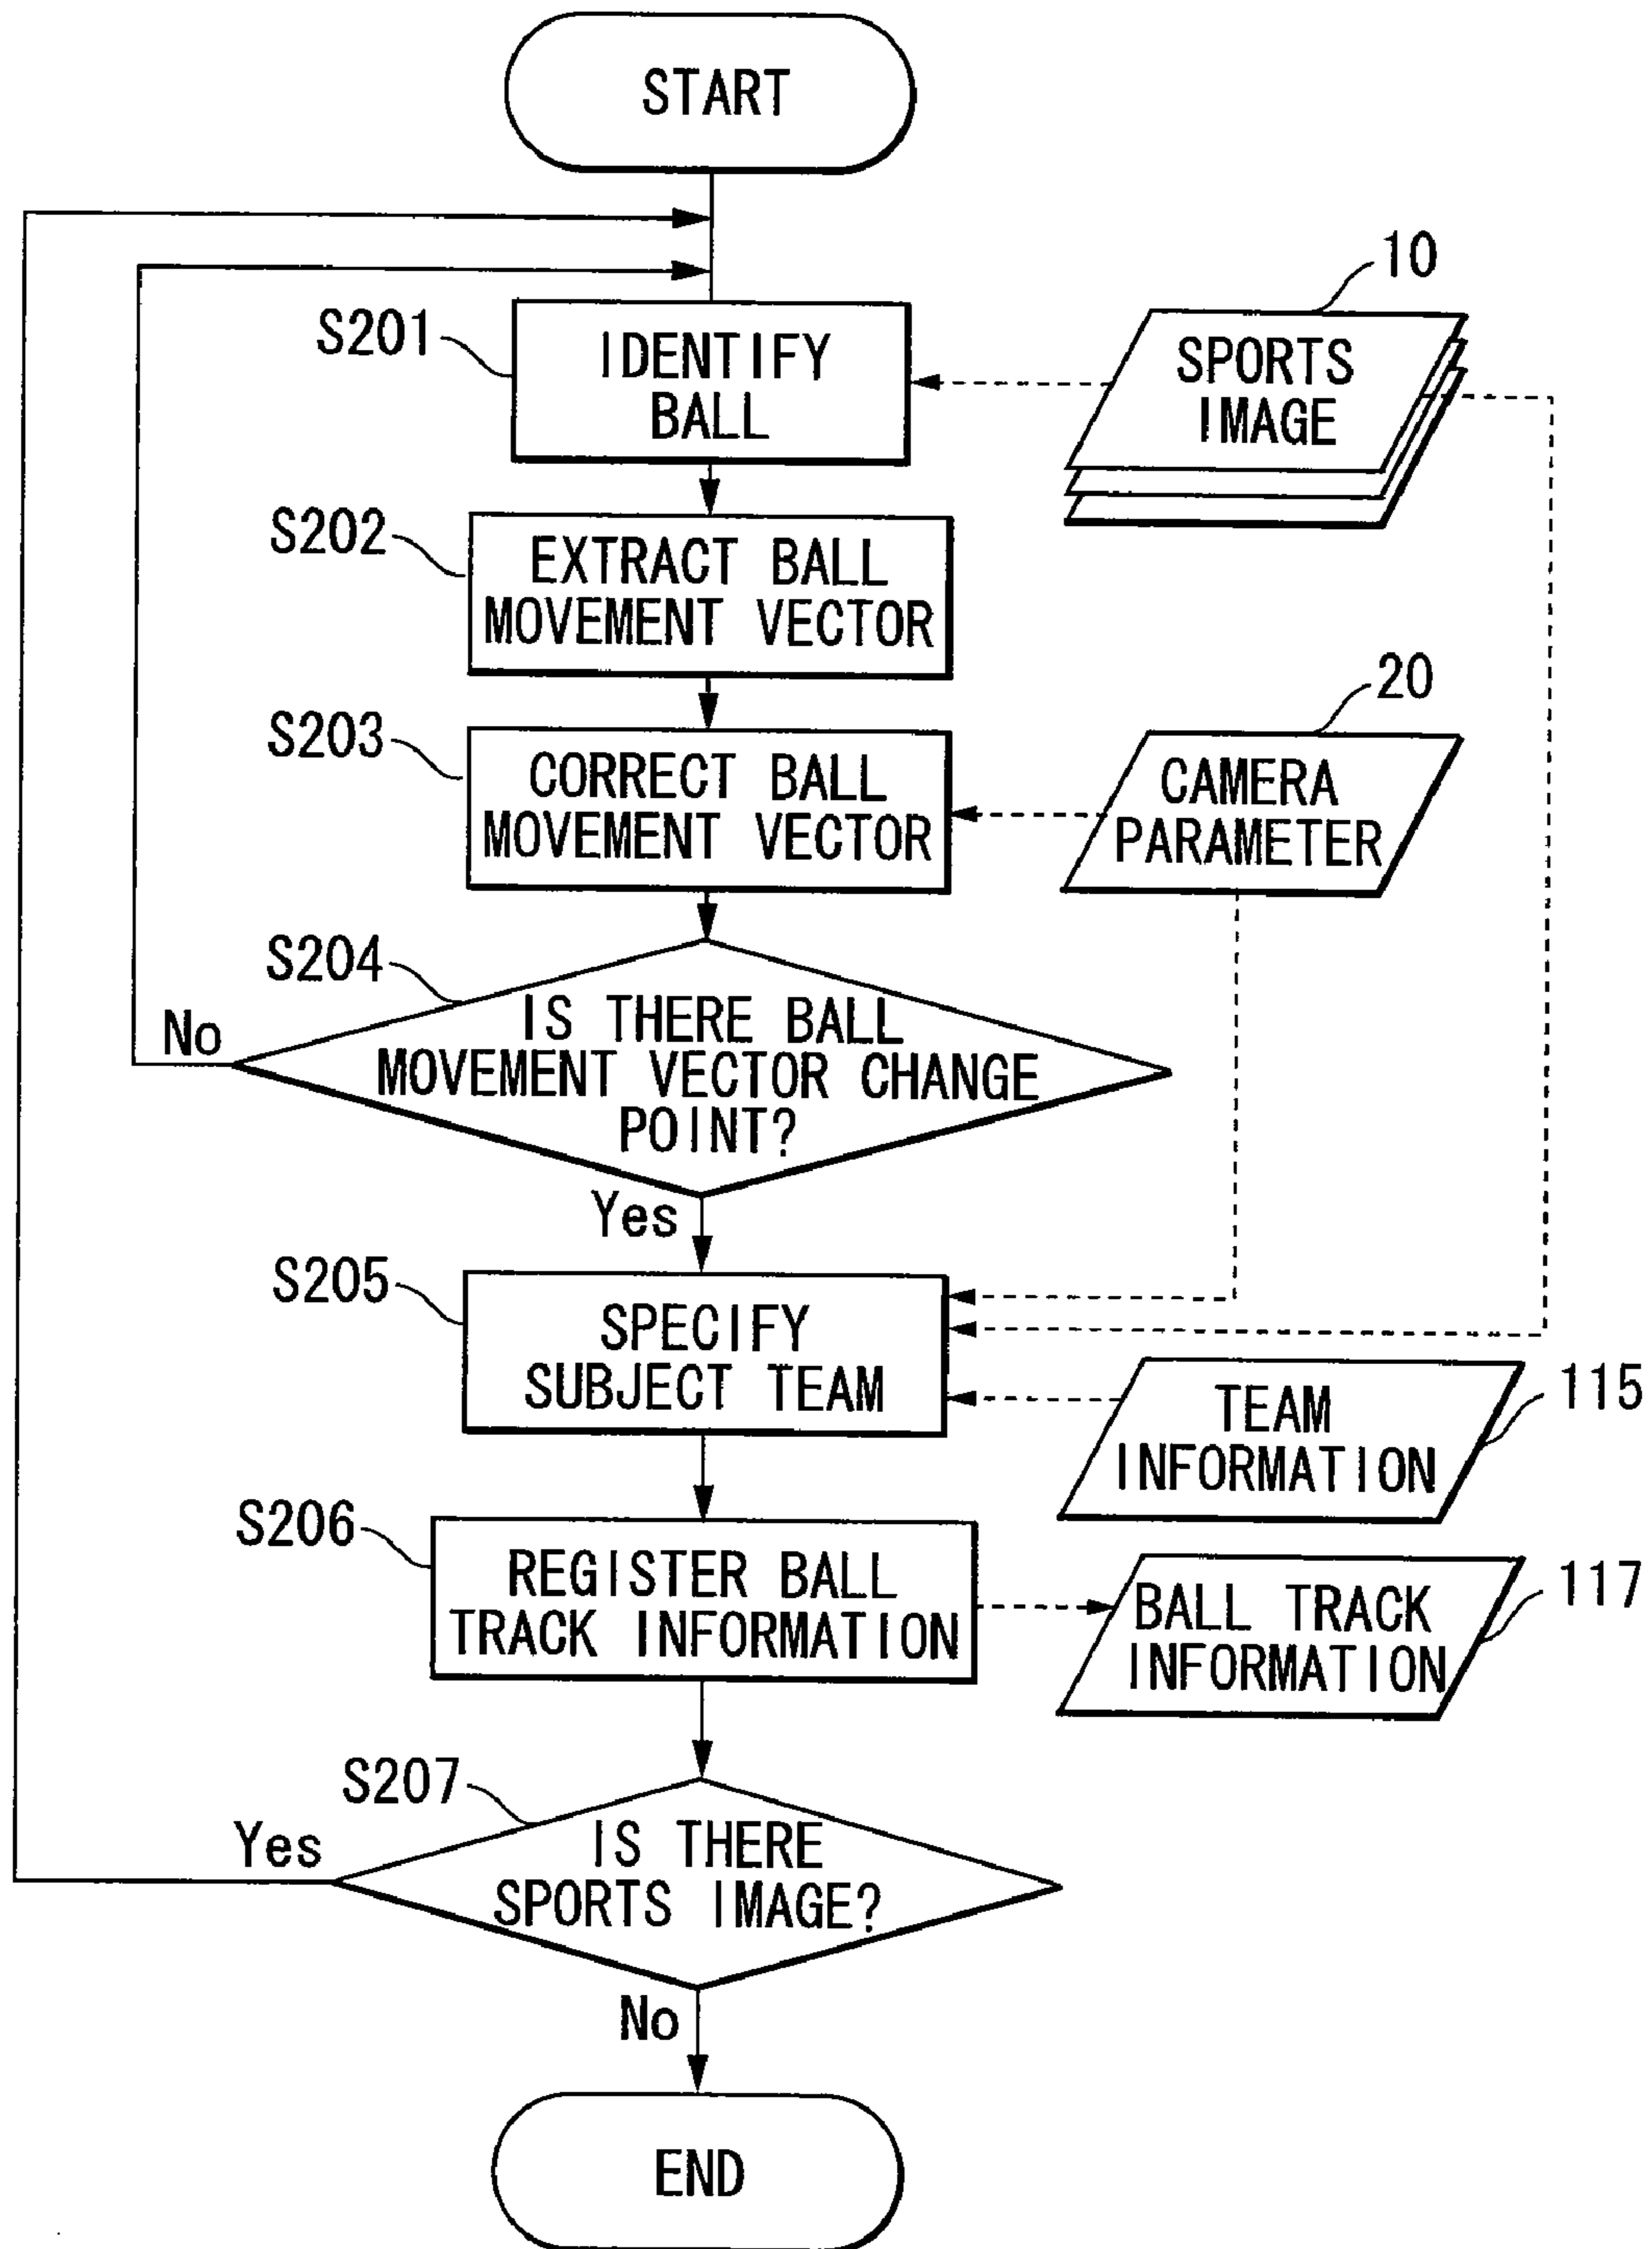 START
10
S201
IDENTIFY
BALL
SPORTS
IMAGE
S202
EXTRACT BALL
MOVEMENT VECTOR
20
S203
CORRECT BALL
MOVEMENT VECTOR
CAMERA
PARAMETER
S204
No
IS THERE BALL
MOVEMENT VECTOR CHANGE
POINT?
Yes
S205
SPECIFY
SUBJECT TEAM
115
TEAM
INFORMATION
S206
REGISTER BALL
TRACK INFORMATION
117
BALL TRACK
INFORMATION
S207
Yes
IS THERE
SPORTS IMAGE?
No
END